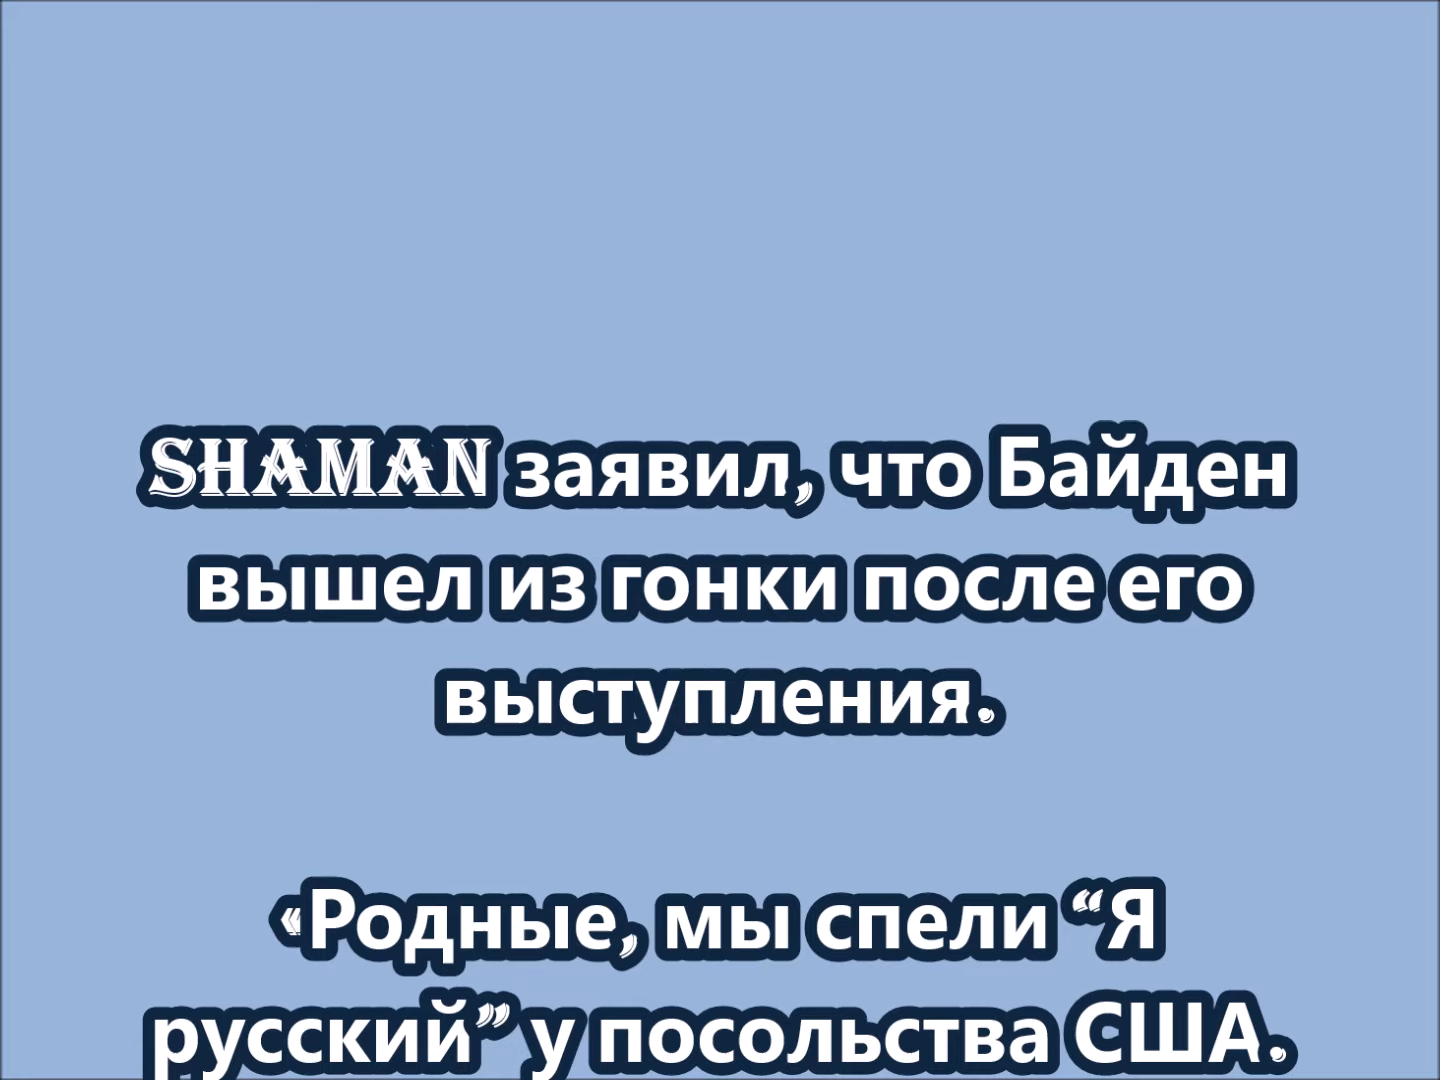 SHAMAN заявил, что Байден
вышел из гонки после его
выступления.
«Родные, мы спели “Я
русский” у посольства США.